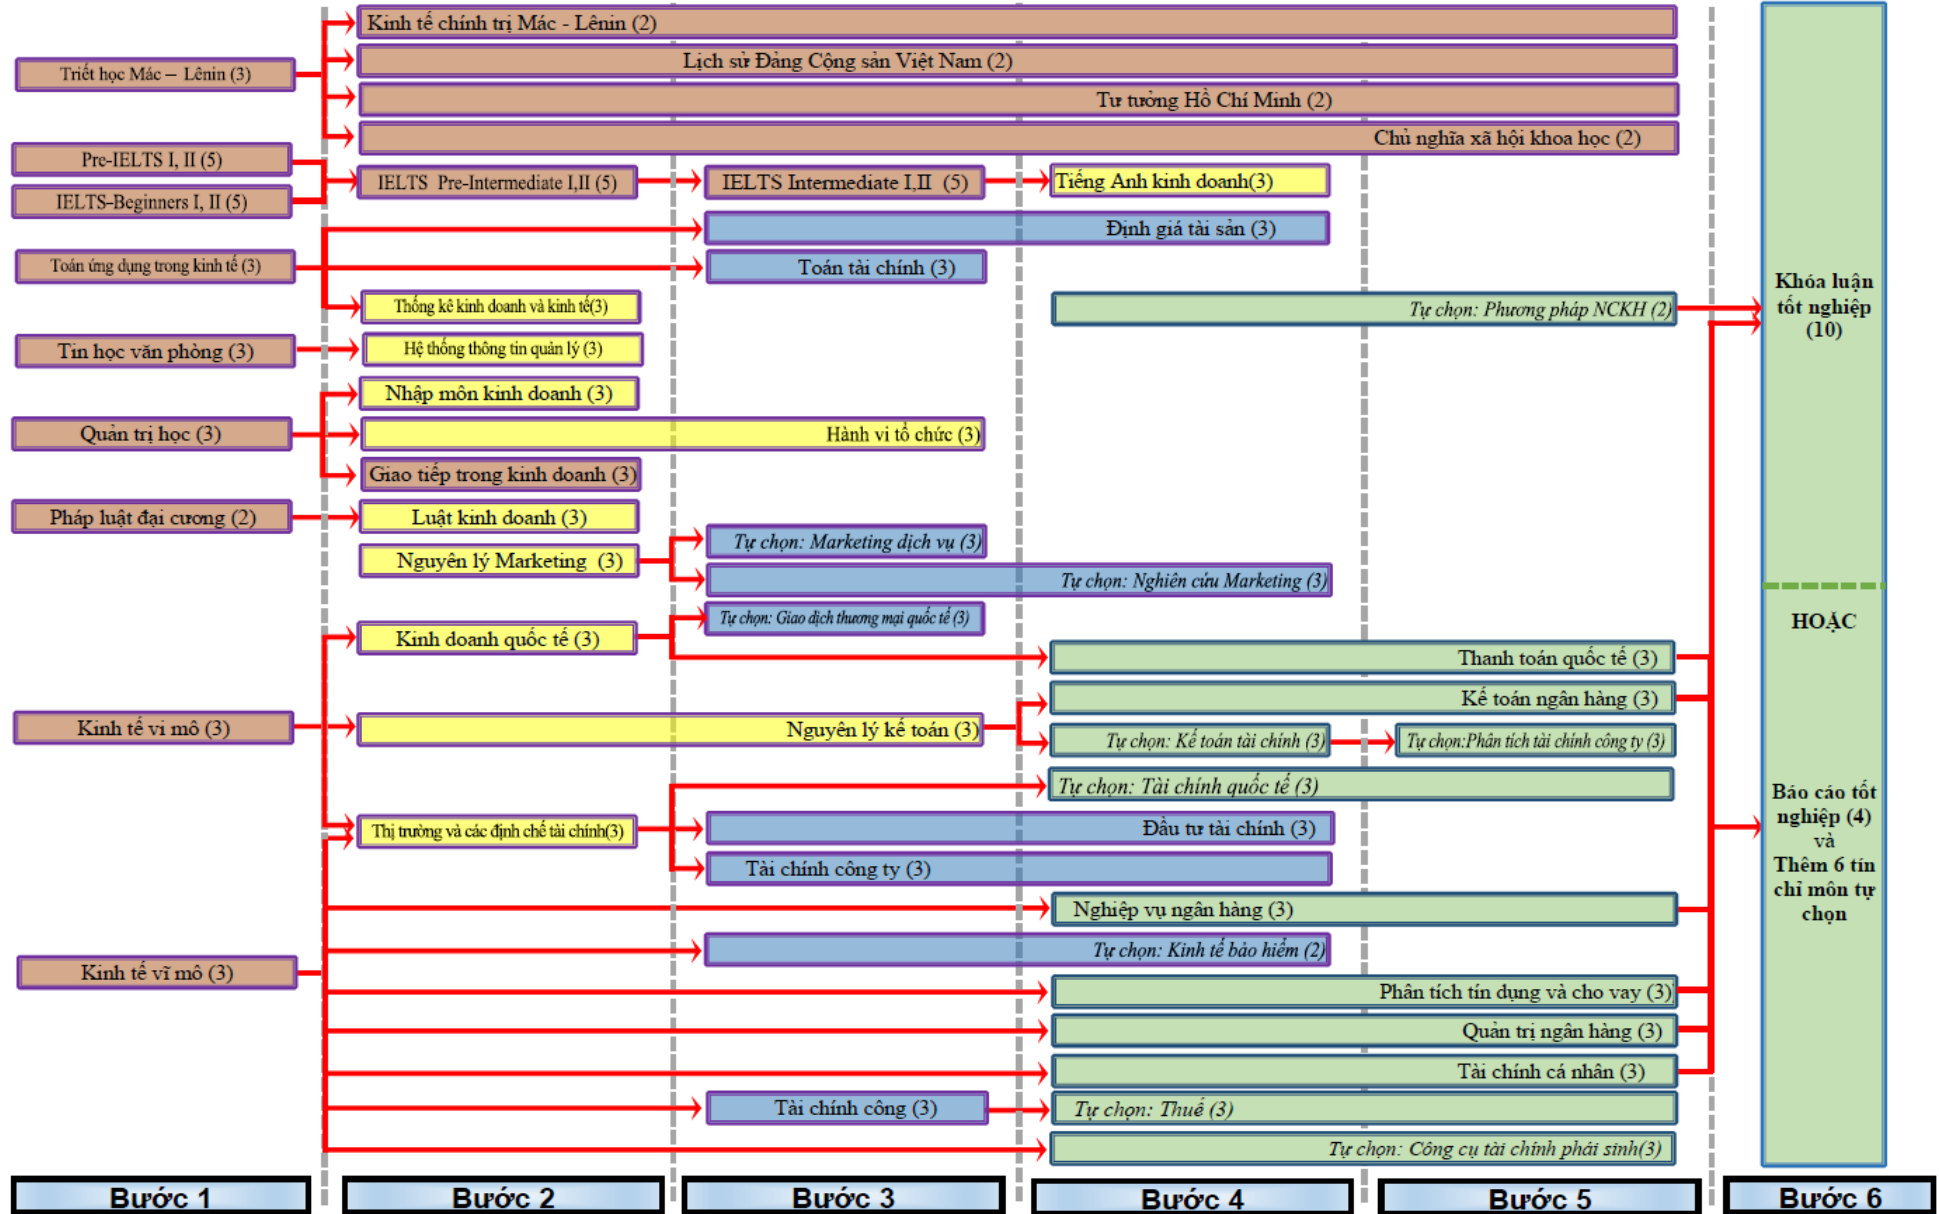 Kinh tế chính trị Mác - Lênin (2)
Lịch sử Đảng Cộng sản Việt Nam (2)
Triết học Mác – Lênin (3)
Tư tưởng Hồ Chí Minh (2)
Chủ nghĩa xã hội khoa học (2)
Pre-IELTS I, II (5)
IELTS-Beginners I, II (5)
IELTS Pre-Intermediate I,II (5)
IELTS Intermediate I,II (5)
Tiếng Anh kinh doanh(3)
Định giá tài sản (3)
Toán ứng dụng trong kinh tế (3)
Toán tài chính (3)
Thống kê kinh doanh và kinh tế(3)
Tự chọn: Phương pháp NCKH (2)
Khóa luận
tốt nghiệp
(10)
Tin học văn phòng (3)
Hệ thống thông tin quản lý (3)
Nhập môn kinh doanh (3)
Quản trị học (3)
Hành vi tổ chức (3)
Giao tiếp trong kinh doanh (3)
Pháp luật đại cương (2)
Luật kinh doanh (3)
Nguyên lý Marketing (3)
Tự chọn: Marketing dịch vụ (3)
Tự chọn: Nghiên cứu Marketing (3)
Tự chọn: Giao dịch thương mại quốc tế (3)
HOẶC
Kinh doanh quốc tế (3)
Thanh toán quốc tế (3)
Kế toán ngân hàng (3)
Kinh tế vi mô (3)
Nguyên lý kế toán (3)
Tự chọn: Kế toán tài chính (3)
Tự chọn:Phân tích tài chính công ty (3)
Tự chọn: Tài chính quốc tế (3)
Thị trường và các định chế tài chính(3)
Đầu tư tài chính (3)
Tài chính công ty (3)
Báo cáo tốt
nghiệp (4)
và
Thêm 6 tín
chỉ môn tự
chọn
Nghiệp vụ ngân hàng (3)
Tự chọn: Kinh tế bảo hiểm (2)
Kinh tế vĩ mô (3)
Phân tích tín dụng và cho vay (3)
Quản trị ngân hàng (3)
Tài chính cá nhân (3)
Tài chính công (3)
Tự chọn: Thuế (3)
Tự chọn: Công cụ tài chính phái sinh(3)
Bước 1
Bước 2
Bước 3
Bước 4
Bước 5
Bước 6